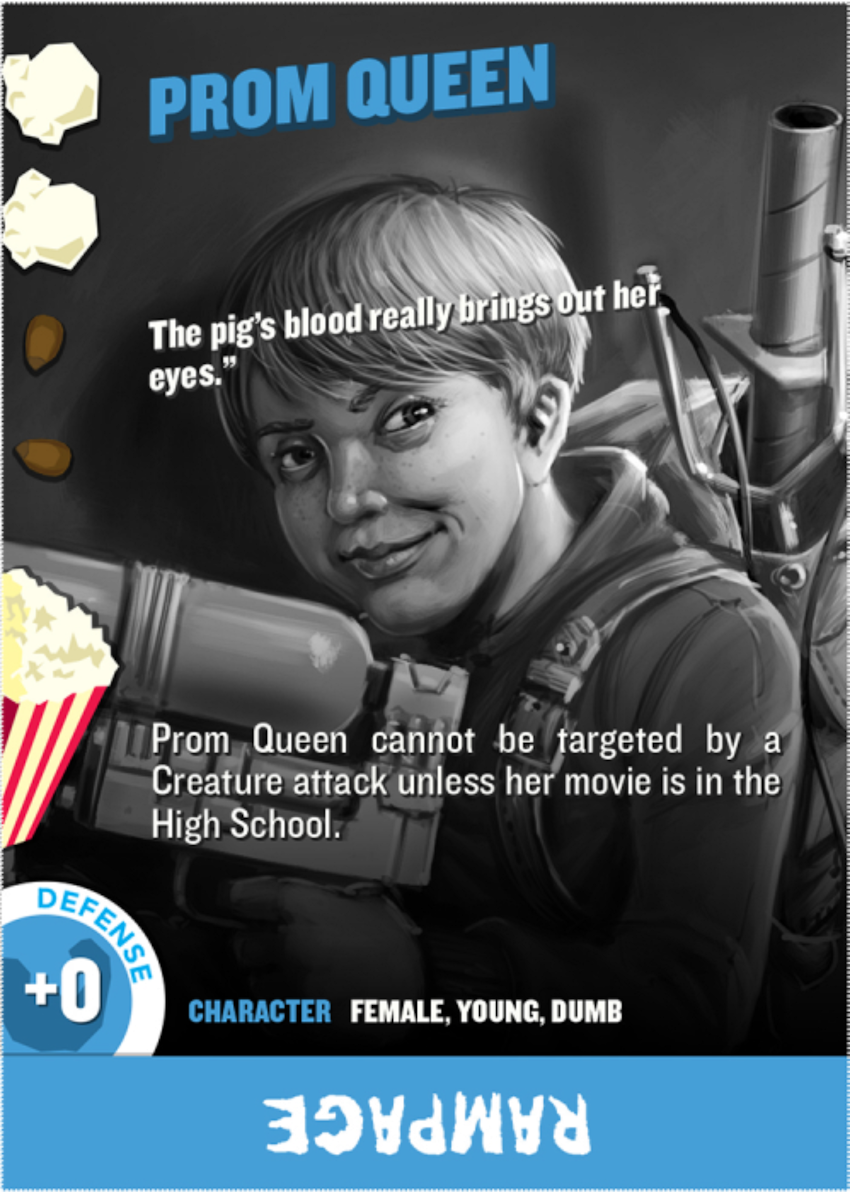 PROM QUEEN
The pig's blood really brings out her
eyes.”
Prom Queen cannot be targeted by a
Creature attack unless her movie is in the
High School.
DEFENSE
+0
CHARACTER FEMALE, YOUNG, DUMB
RAMPAGE